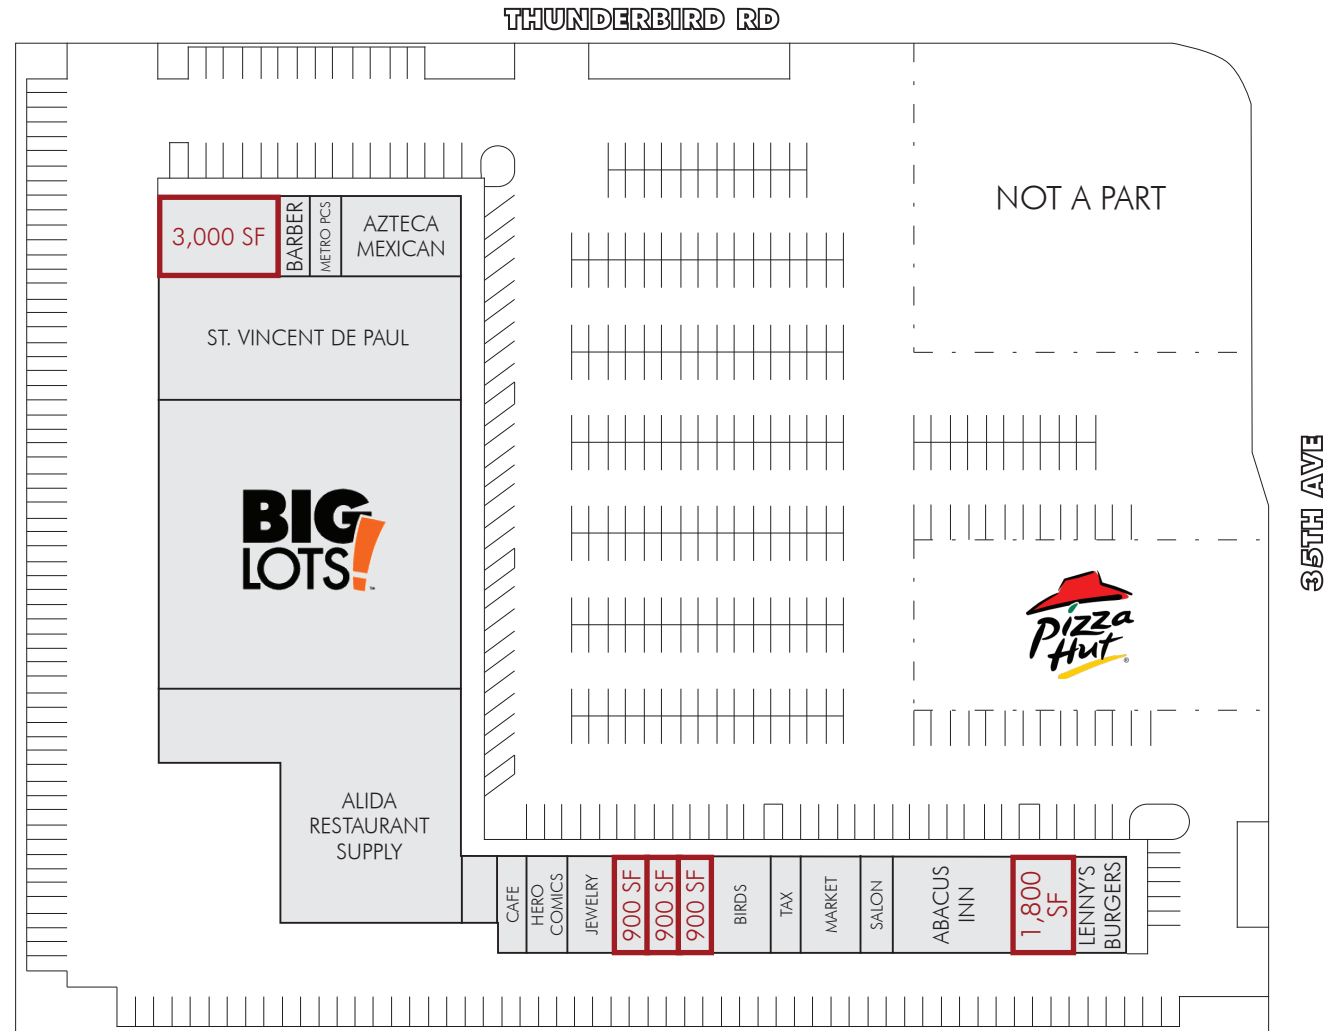 THUNDERBIRD RD
NOT A PART
3,000 SF
BARBER
METRO PCS
AZTECA
MEXICAN
ST. VINCENT DE PAUL
35TH AVE
BIG
LOTS!
™
Pizza
Hut
®
ALIDA
RESTAURANT
SUPPLY
CAFE
HERO
COMICS
JEWELRY
900 SF
900 SF
900 SF
BIRDS
TAX
MARKET
SALON
ABACUS
INN
1,800
SF
LENNY'S
BURGERS